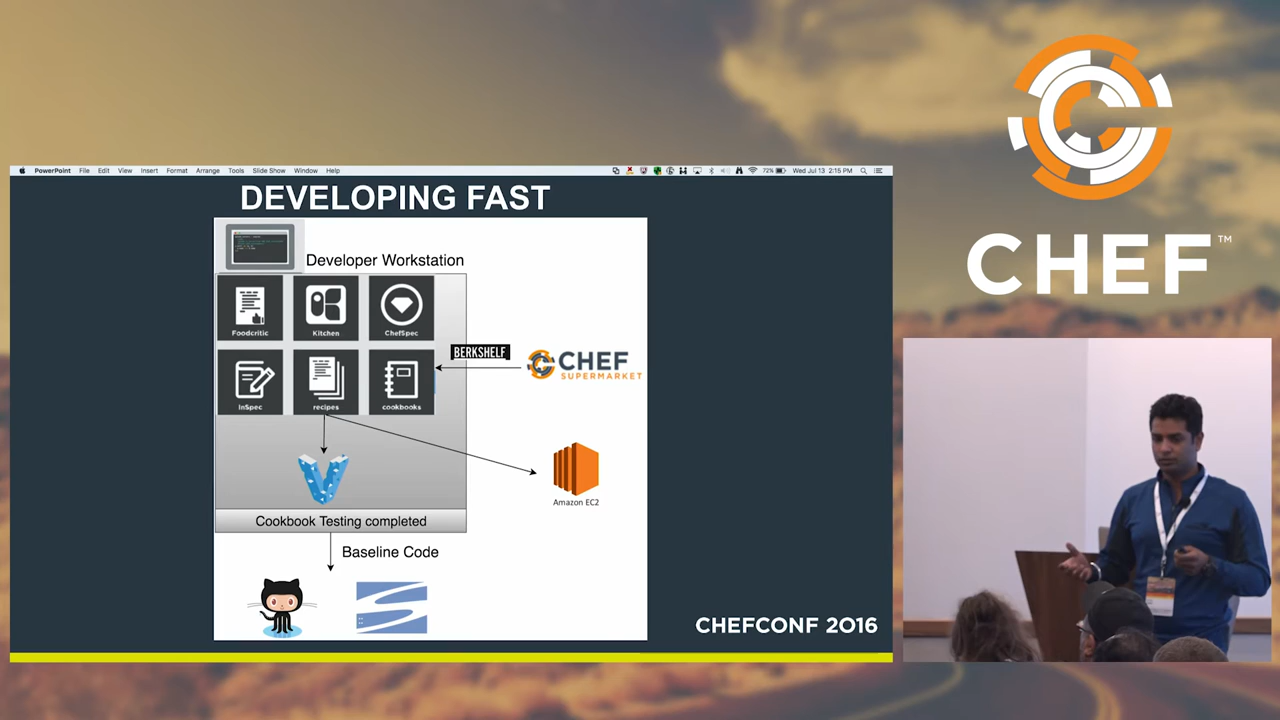 PowerPoint File Edit View Insert Format Arrange Tools Slide Show Window Help 72% Wed Jul 13 2:15 PM
DEVELOPING FAST
Developer Workstation
Foodcritic Kitchen ChefSpec
BERKSHELF
CHEF
SUPERMARKET
InSpec recipes cookbooks
Amazon EC2
Cookbook Testing completed
Baseline Code
CHEFCONF 2016
CHEF™